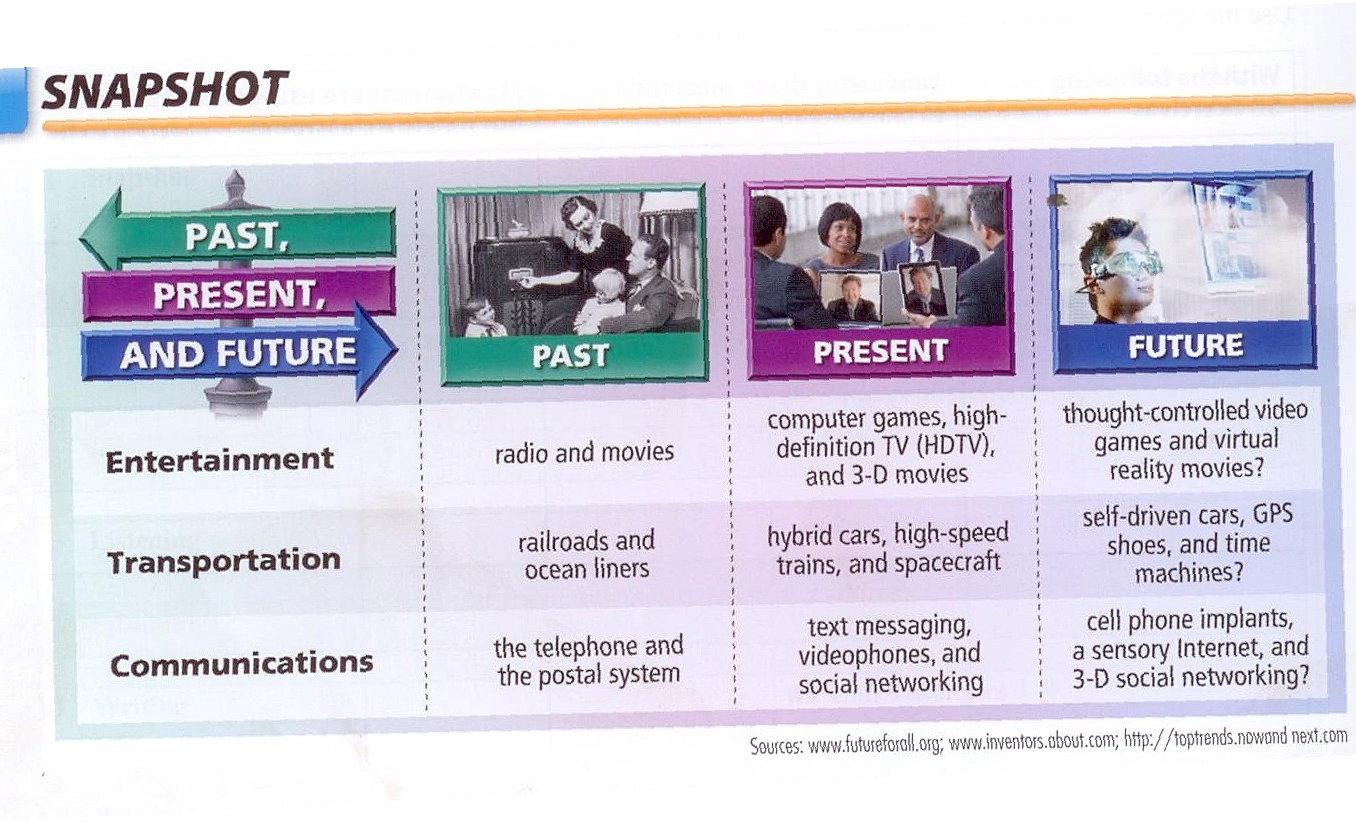 SNAPSHOT
PAST,
PRESENT,
AND FUTURE
PAST
PRESENT
FUTURE
Entertainment
radio and movies
computer games, high-
definition TV (HDTV),
and 3-D movies
thought-controlled video
games and virtual
reality movies?
Transportation
railroads and
ocean liners
hybrid cars, high-speed
trains, and spacecraft
self-driven cars, GPS
shoes, and time
machines?
Communications
the telephone and
the postal system
text messaging,
videophones, and
social networking
cell phone implants,
a sensory Internet, and
3-D social networking?
Sources: www.futureforall.org; www.inventors.about.com; http://toptrends.nowand next.com